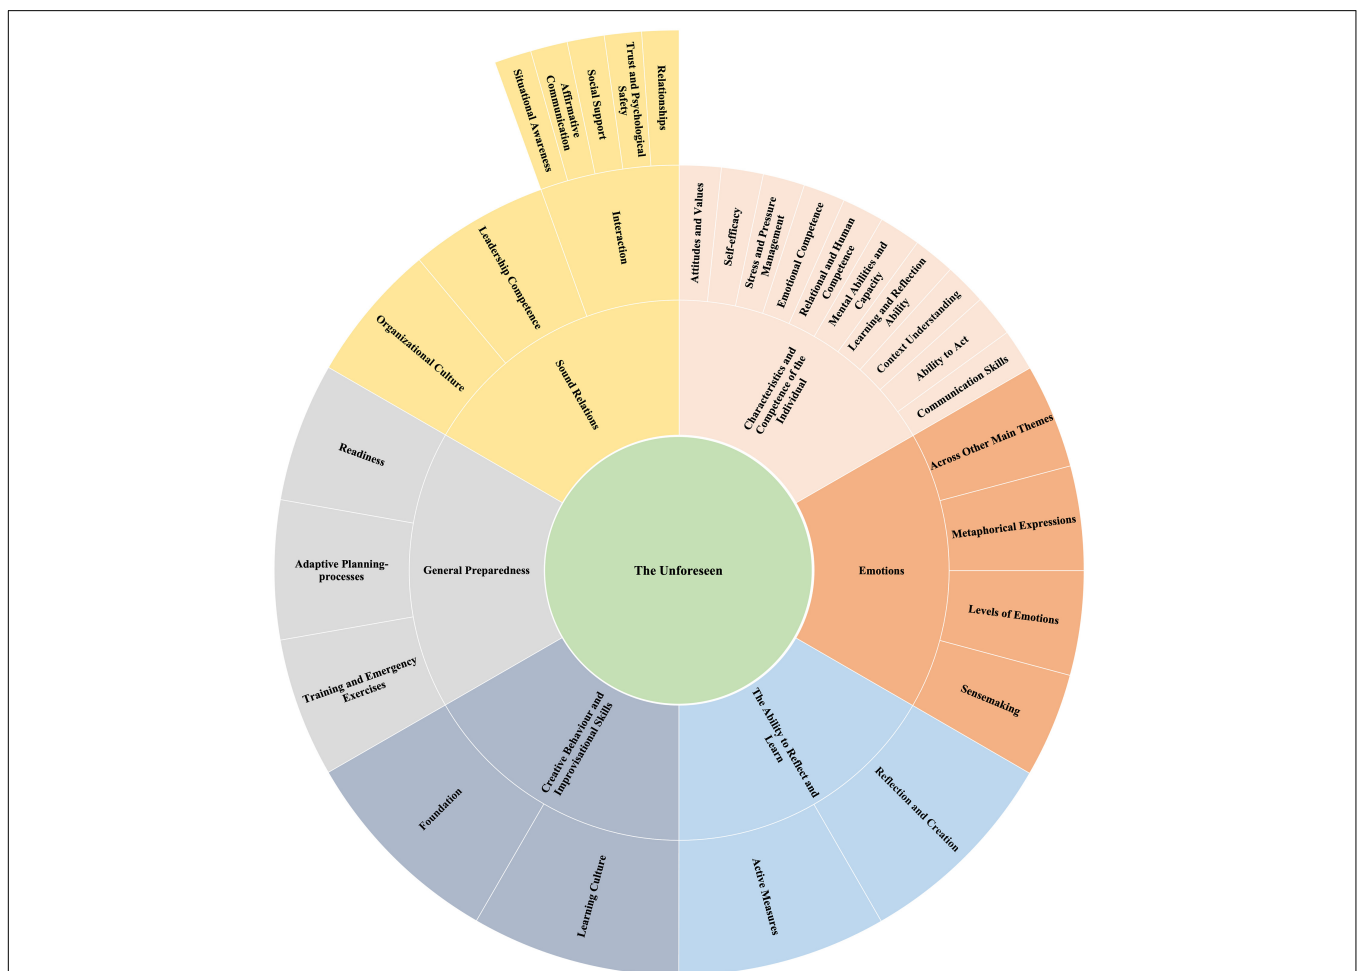 The Unforeseen
Characteristics and
Competence of the
Individual
Attitudes and Values
Self-efficacy
Stress and Pressure
Management
Emotional Competence
Relational and Human
Competence
Mental Abilities and
Capacity
Learning and Reflection
Ability
Context Understanding
Ability to Act
Communication Skills
Emotions
Across Other Main Themes
Metaphorical Expressions
Levels of Emotions
Sensemaking
The Ability to Reflect and
Learn
Reflection and Creation
Active Measures
Creative Behaviour and
Improvisational Skills
Learning Culture
Foundation
General Preparedness
Training and Emergency
Exercises
Adaptive Planning-
processes
Readiness
Sound Relations
Organizational Culture
Leadership Competence
Interaction
Situational Awareness
Affirmative
Communication
Social Support
Trust and Psychological
Safety
Relationships